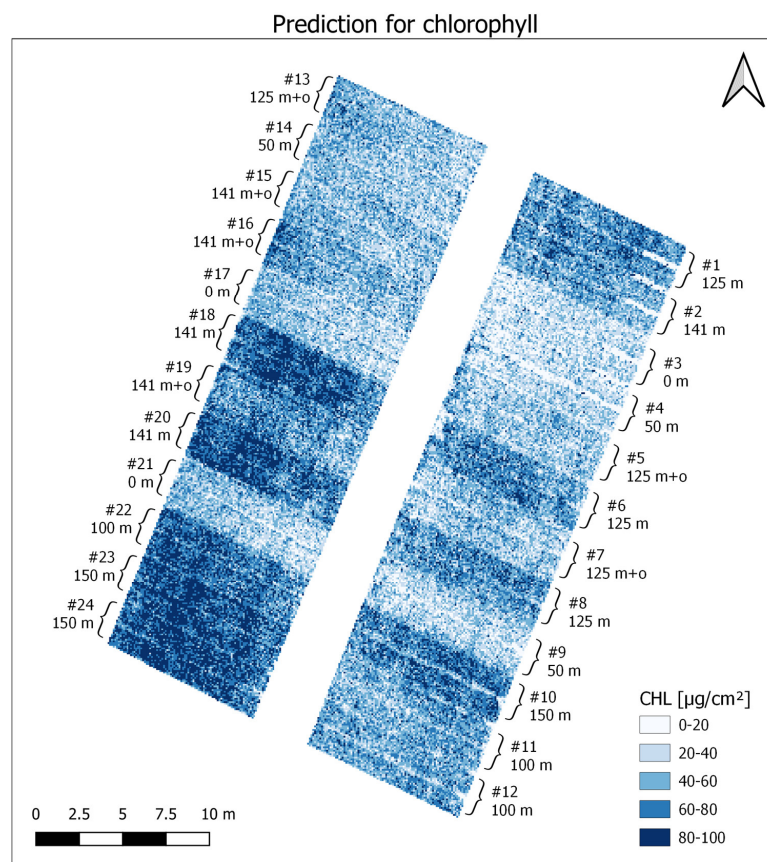 Prediction for chlorophyll
#13
125 m+o
#14
50 m
#15
141 m+o
#16
141 m+o
#17
0 m
#18
141 m
#19
141 m+o
#20
141 m
#21
0 m
#22
100 m
#23
150 m
#24
150 m
#1
125 m
#2
141 m
#3
0 m
#4
50 m
#5
125 m+o
#6
125 m
#7
125 m+o
#8
125 m
#9
50 m
#10
150 m
#11
100 m
#12
100 m
CHL [µg/cm²]
0-20
20-40
40-60
60-80
80-100
0 2.5 5 7.5 10 m